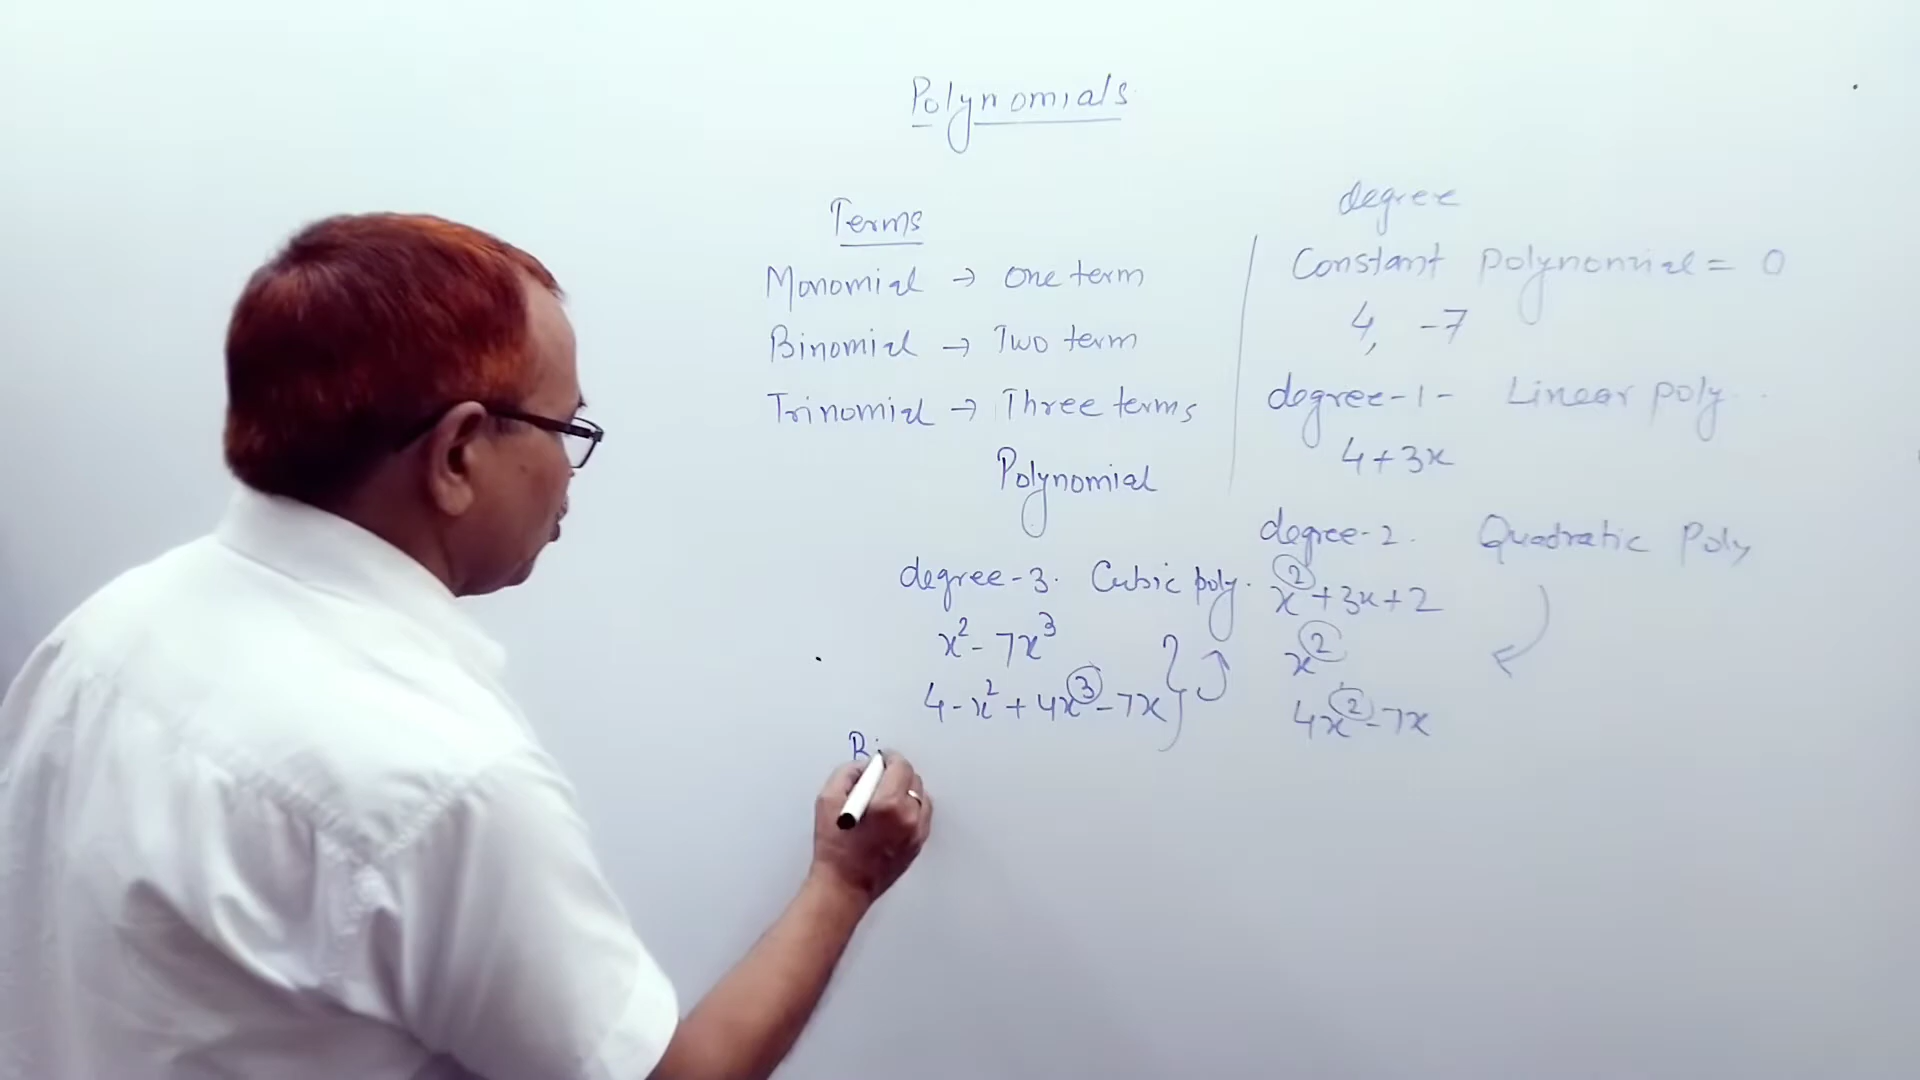 Polynomials
Terms
Monomial → One term
Binomial → Two term
Trinomial → Three terms
Polynomial
degree
Constant polynomial = 0
4, -7
degree-1- Linear poly.
4+3x
degree-2. Quadratic Poly
x²+3x+2
x²
4x²-7x
degree-3. Cubic poly.
x²-7x³
4-x²+4x³-7x}
Bi